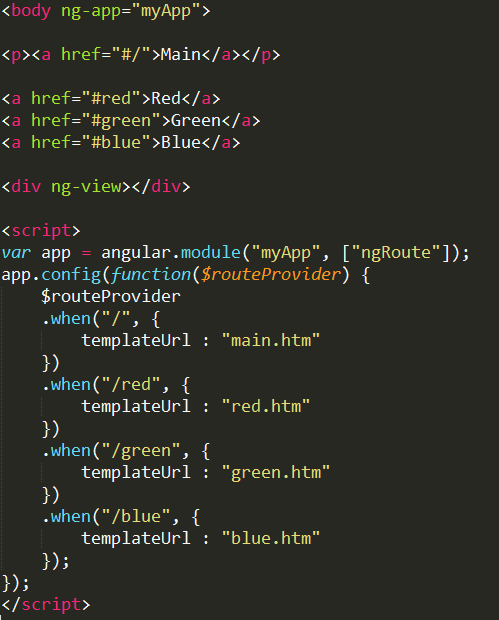 <body ng-app="myApp">
<p><a href="#/">Main</a></p>
<a href="#red">Red</a>
<a href="#green">Green</a>
<a href="#blue">Blue</a>
<div ng-view></div>
<script>
var app = angular.module("myApp", ["ngRoute"]);
app.config(function($routeProvider) {
    $routeProvider
    .when("/", {
        templateUrl : "main.htm"
    })
    .when("/red", {
        templateUrl : "red.htm"
    })
    .when("/green", {
        templateUrl : "green.htm"
    })
    .when("/blue", {
        templateUrl : "blue.htm"
    });
});
</script>